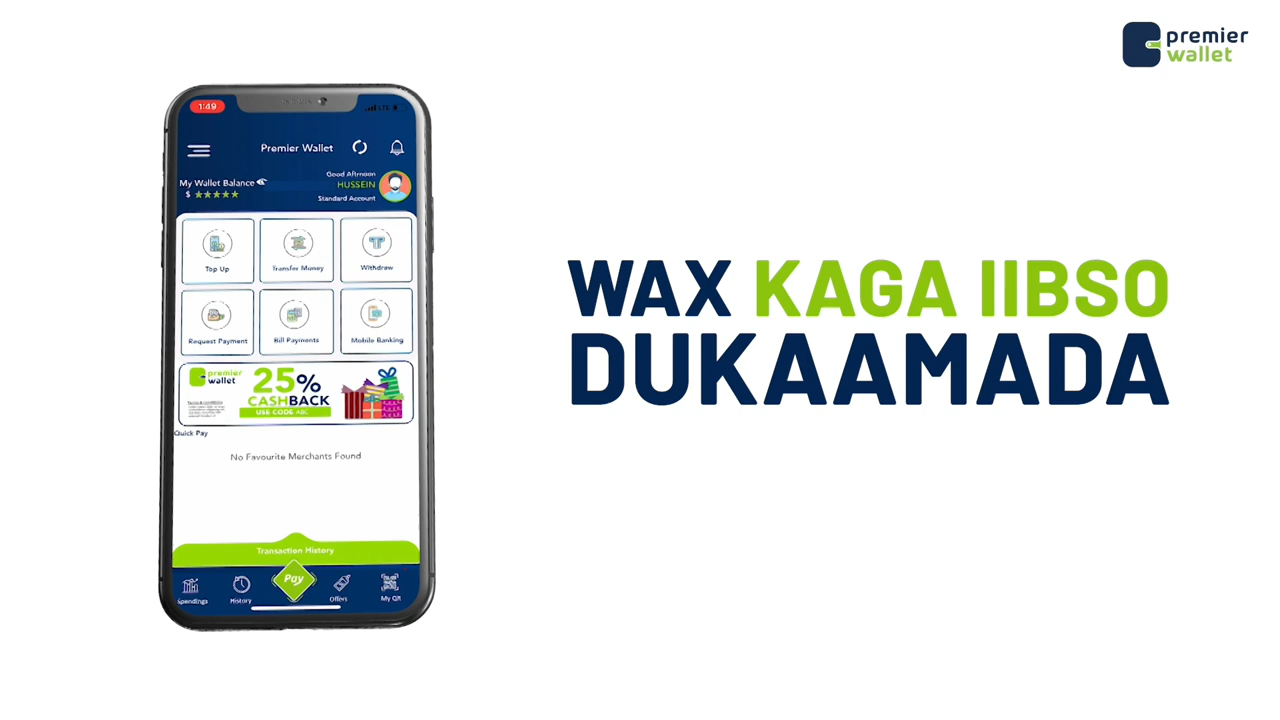 premier
wallet
1:49
LTE
Premier Wallet
Good Afternoon
My Wallet Balance
HUSSEIN
$ ★★★★★
Standard Account
Top Up
Transfer Money
Withdraw
Request Payment
Bill Payments
Mobile Banking
premier
wallet
25%
CASHBACK
USE CODE ABC
Quick Pay
No Favourite Merchants Found
Transaction History
Pay
Spendings
History
Offers
My QR
WAX KAGA IIBSO
DUKAAMADA